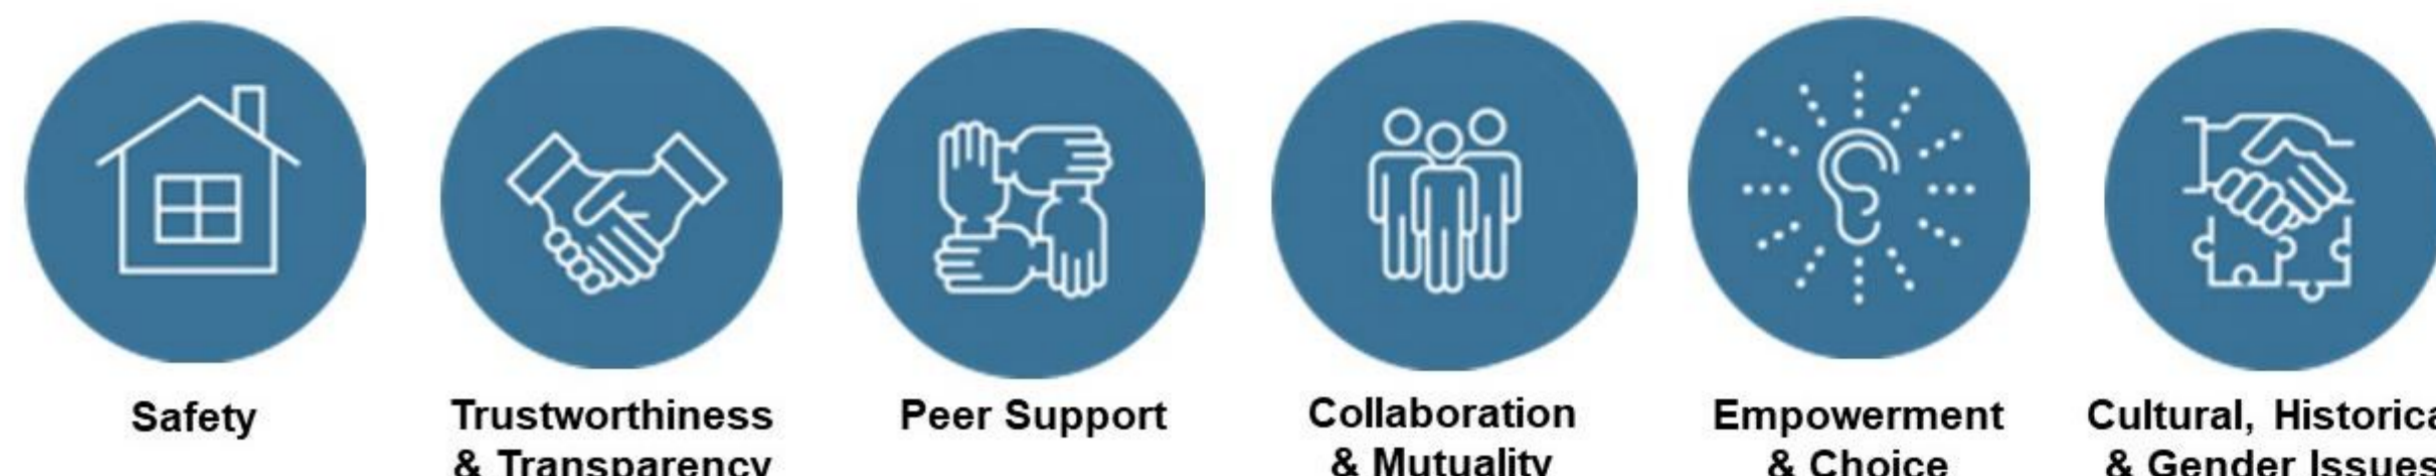 Safety
Trustworthiness
& Transparency
Peer Support
Collaboration
& Mutuality
Empowerment
& Choice
Cultural, Historica
& Gender Issues